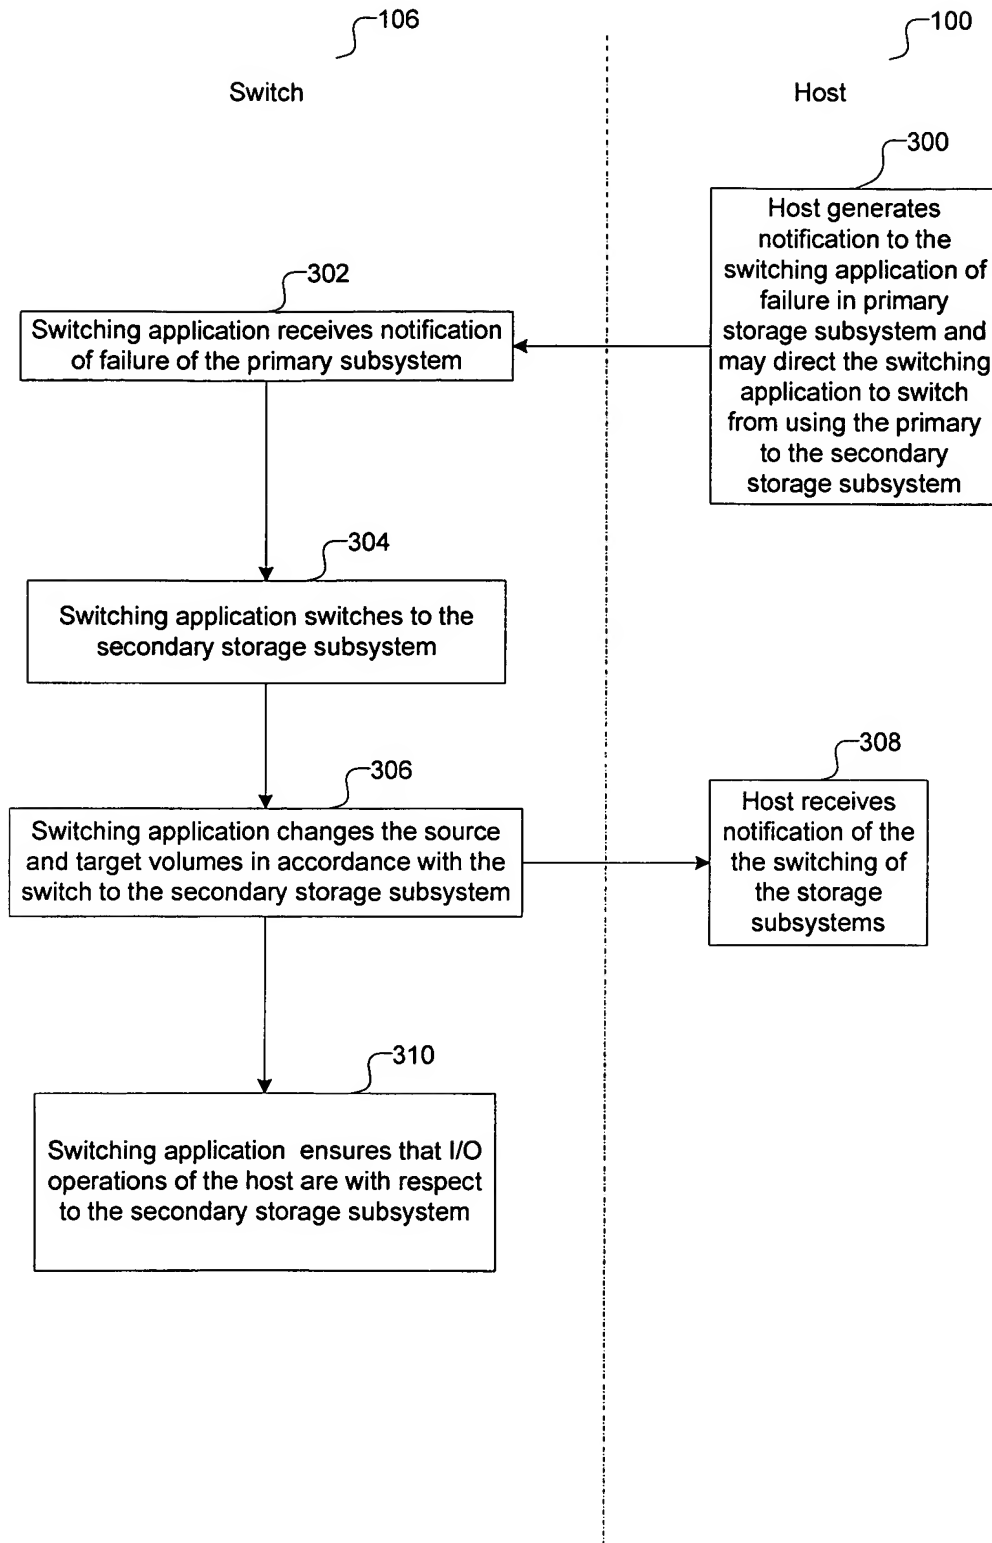 106
100
Switch
Host
300
Host generates
notification to the
switching application of
failure in primary
storage subsystem and
may direct the switching
application to switch
from using the primary
to the secondary
storage subsystem
302
Switching application receives notification
of failure of the primary subsystem
304
Switching application switches to the
secondary storage subsystem
306
Switching application changes the source
and target volumes in accordance with the
switch to the secondary storage subsystem
308
Host receives
notification of the
the switching of
the storage
subsystems
310
Switching application ensures that I/O
operations of the host are with respect
to the secondary storage subsystem